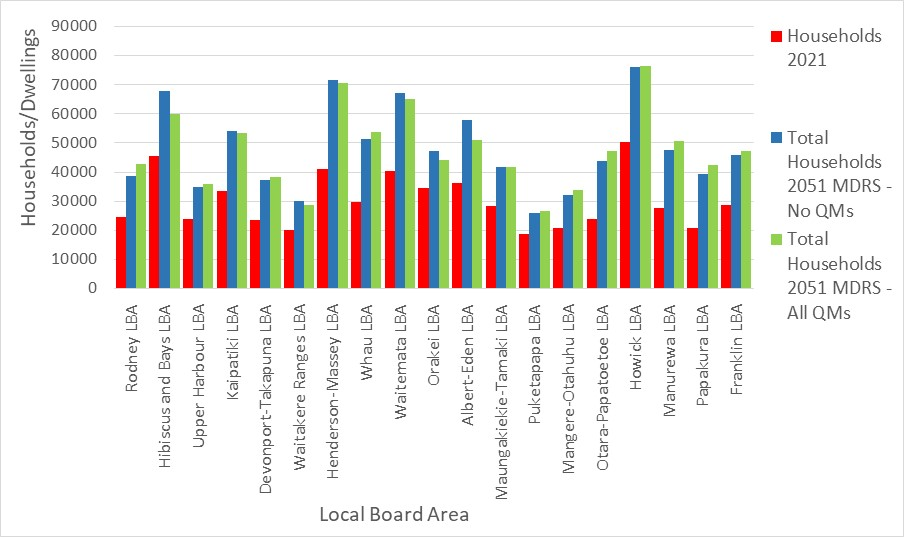 90000
80000
70000
60000
50000
40000
30000
20000
10000
0
Households/Dwellings
Rodney LBA
Hibiscus and Bays LBA
Upper Harbour LBA
Kaipatiki LBA
Devonport-Takapuna LBA
Waitakere Ranges LBA
Henderson-Massey LBA
Whau LBA
Waitemata LBA
Orakei LBA
Albert-Eden LBA
Maungakiekie-Tamaki LBA
Puketapapa LBA
Mangere-Otahuhu LBA
Otara-Papatoetoe LBA
Howick LBA
Manurewa LBA
Papakura LBA
Franklin LBA
Local Board Area
Households
2021
Total
Households
2051 MDRS -
No QMs
Total
Households
2051 MDRS -
All QMs